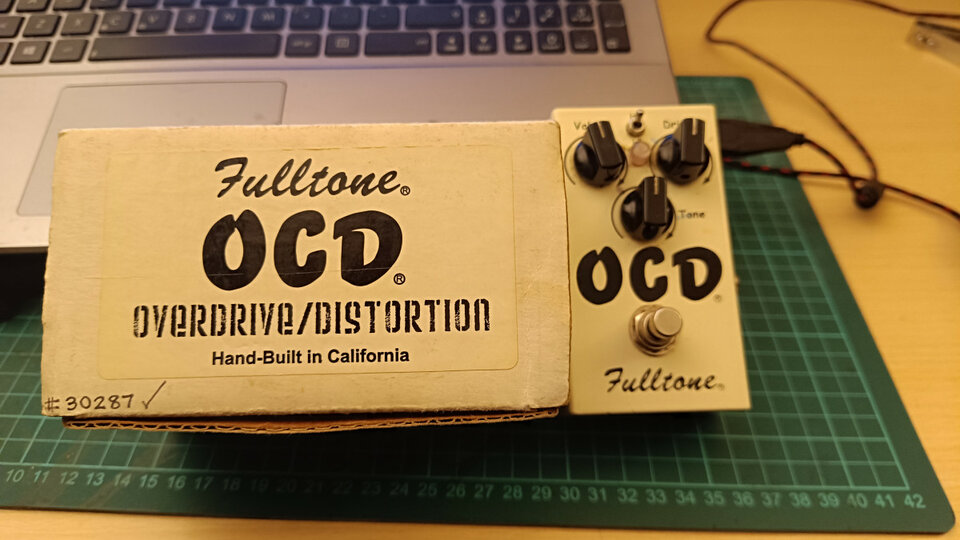 Fulltone®
OCD®
OVERDRIVE/DISTORTION
Hand-Built in California
#30287 ✓
Tone
OCD®
Fulltone®
10 11 12 13 14 15 16 17 18 19 20 21 22 23 24 25 26 27 28 29 30 31 32 33 34 35 36 37 38 39 40 41 42